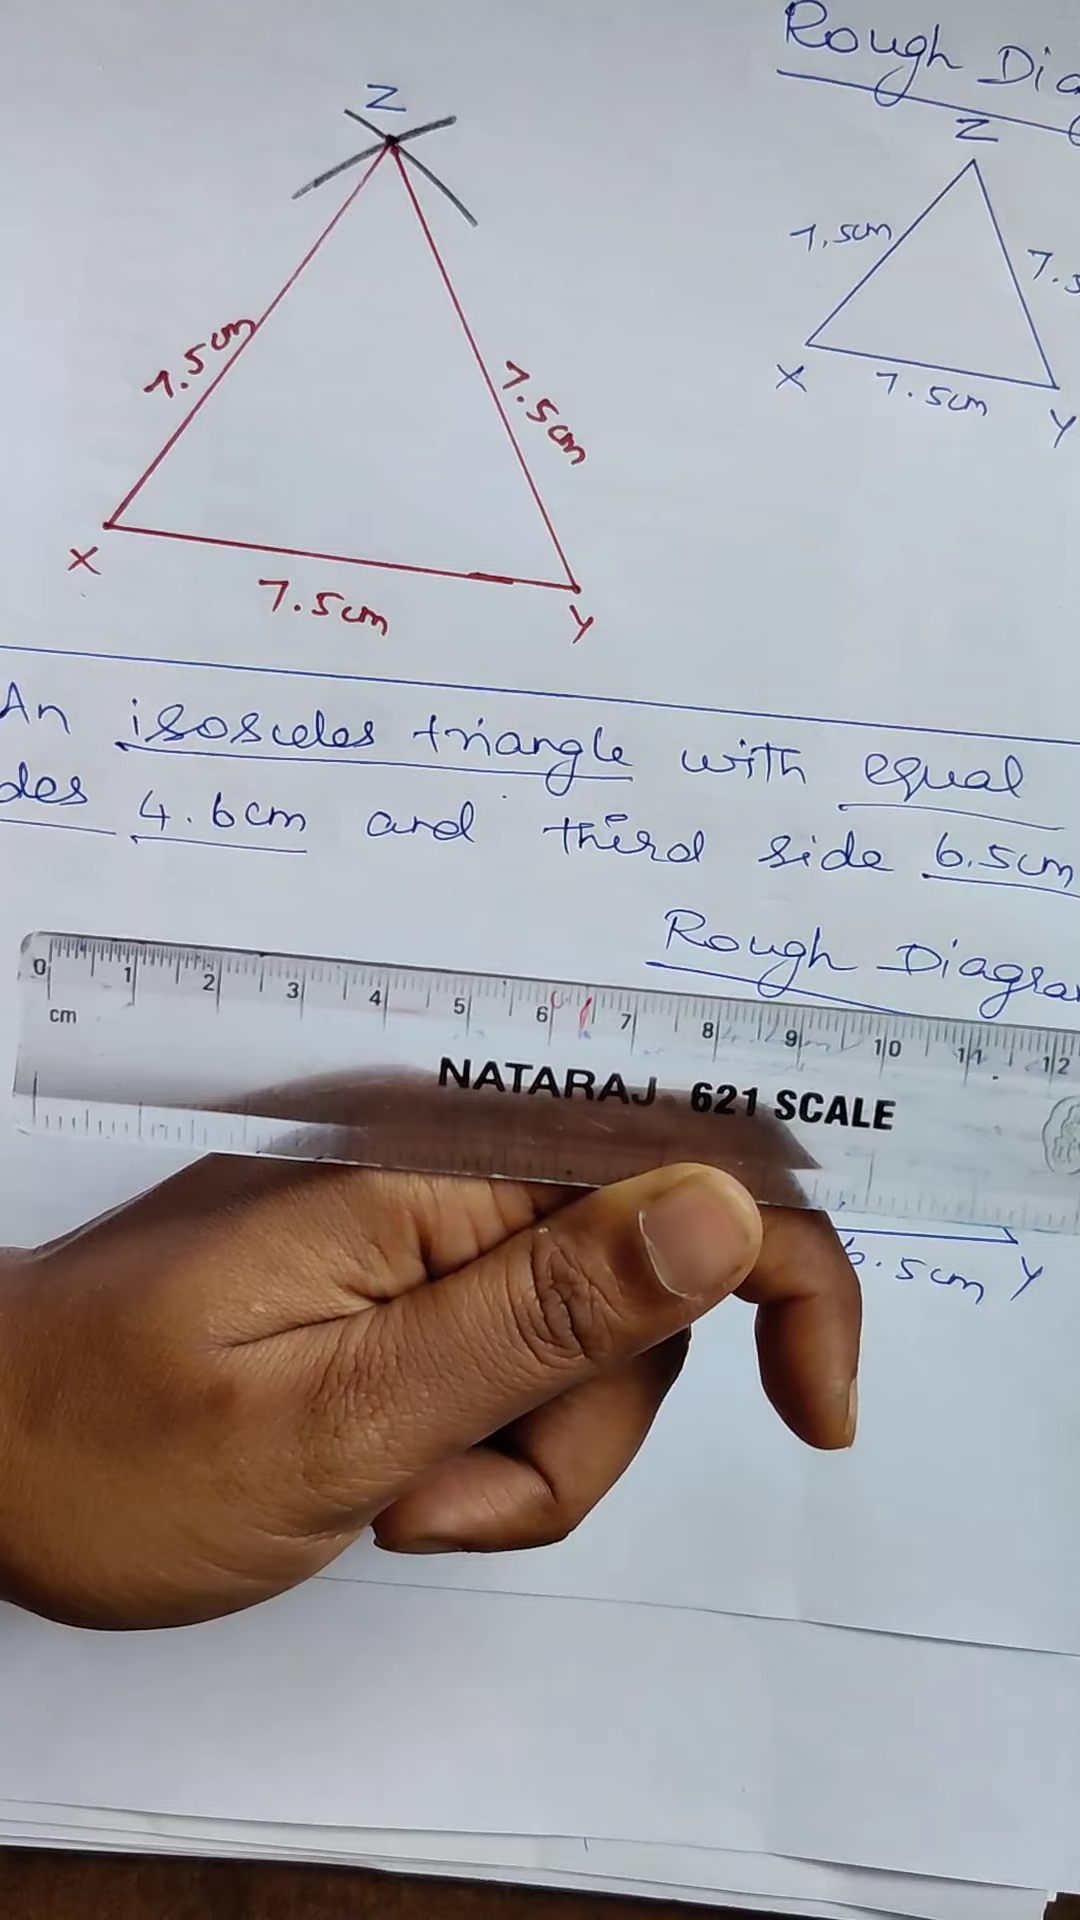 Rough Dia
Z
Z
7.5cm
7.5
X
7.5cm
Y
7.5cm
7.5cm
X
7.5cm
Y
An isosceles triangle with equal
des 4.6cm and third side 6.5cm
Rough Diagra
0 1 2 3 4 5 6 7 8 9 10 11 12
cm
NATARAJ 621 SCALE
6.5cm Y